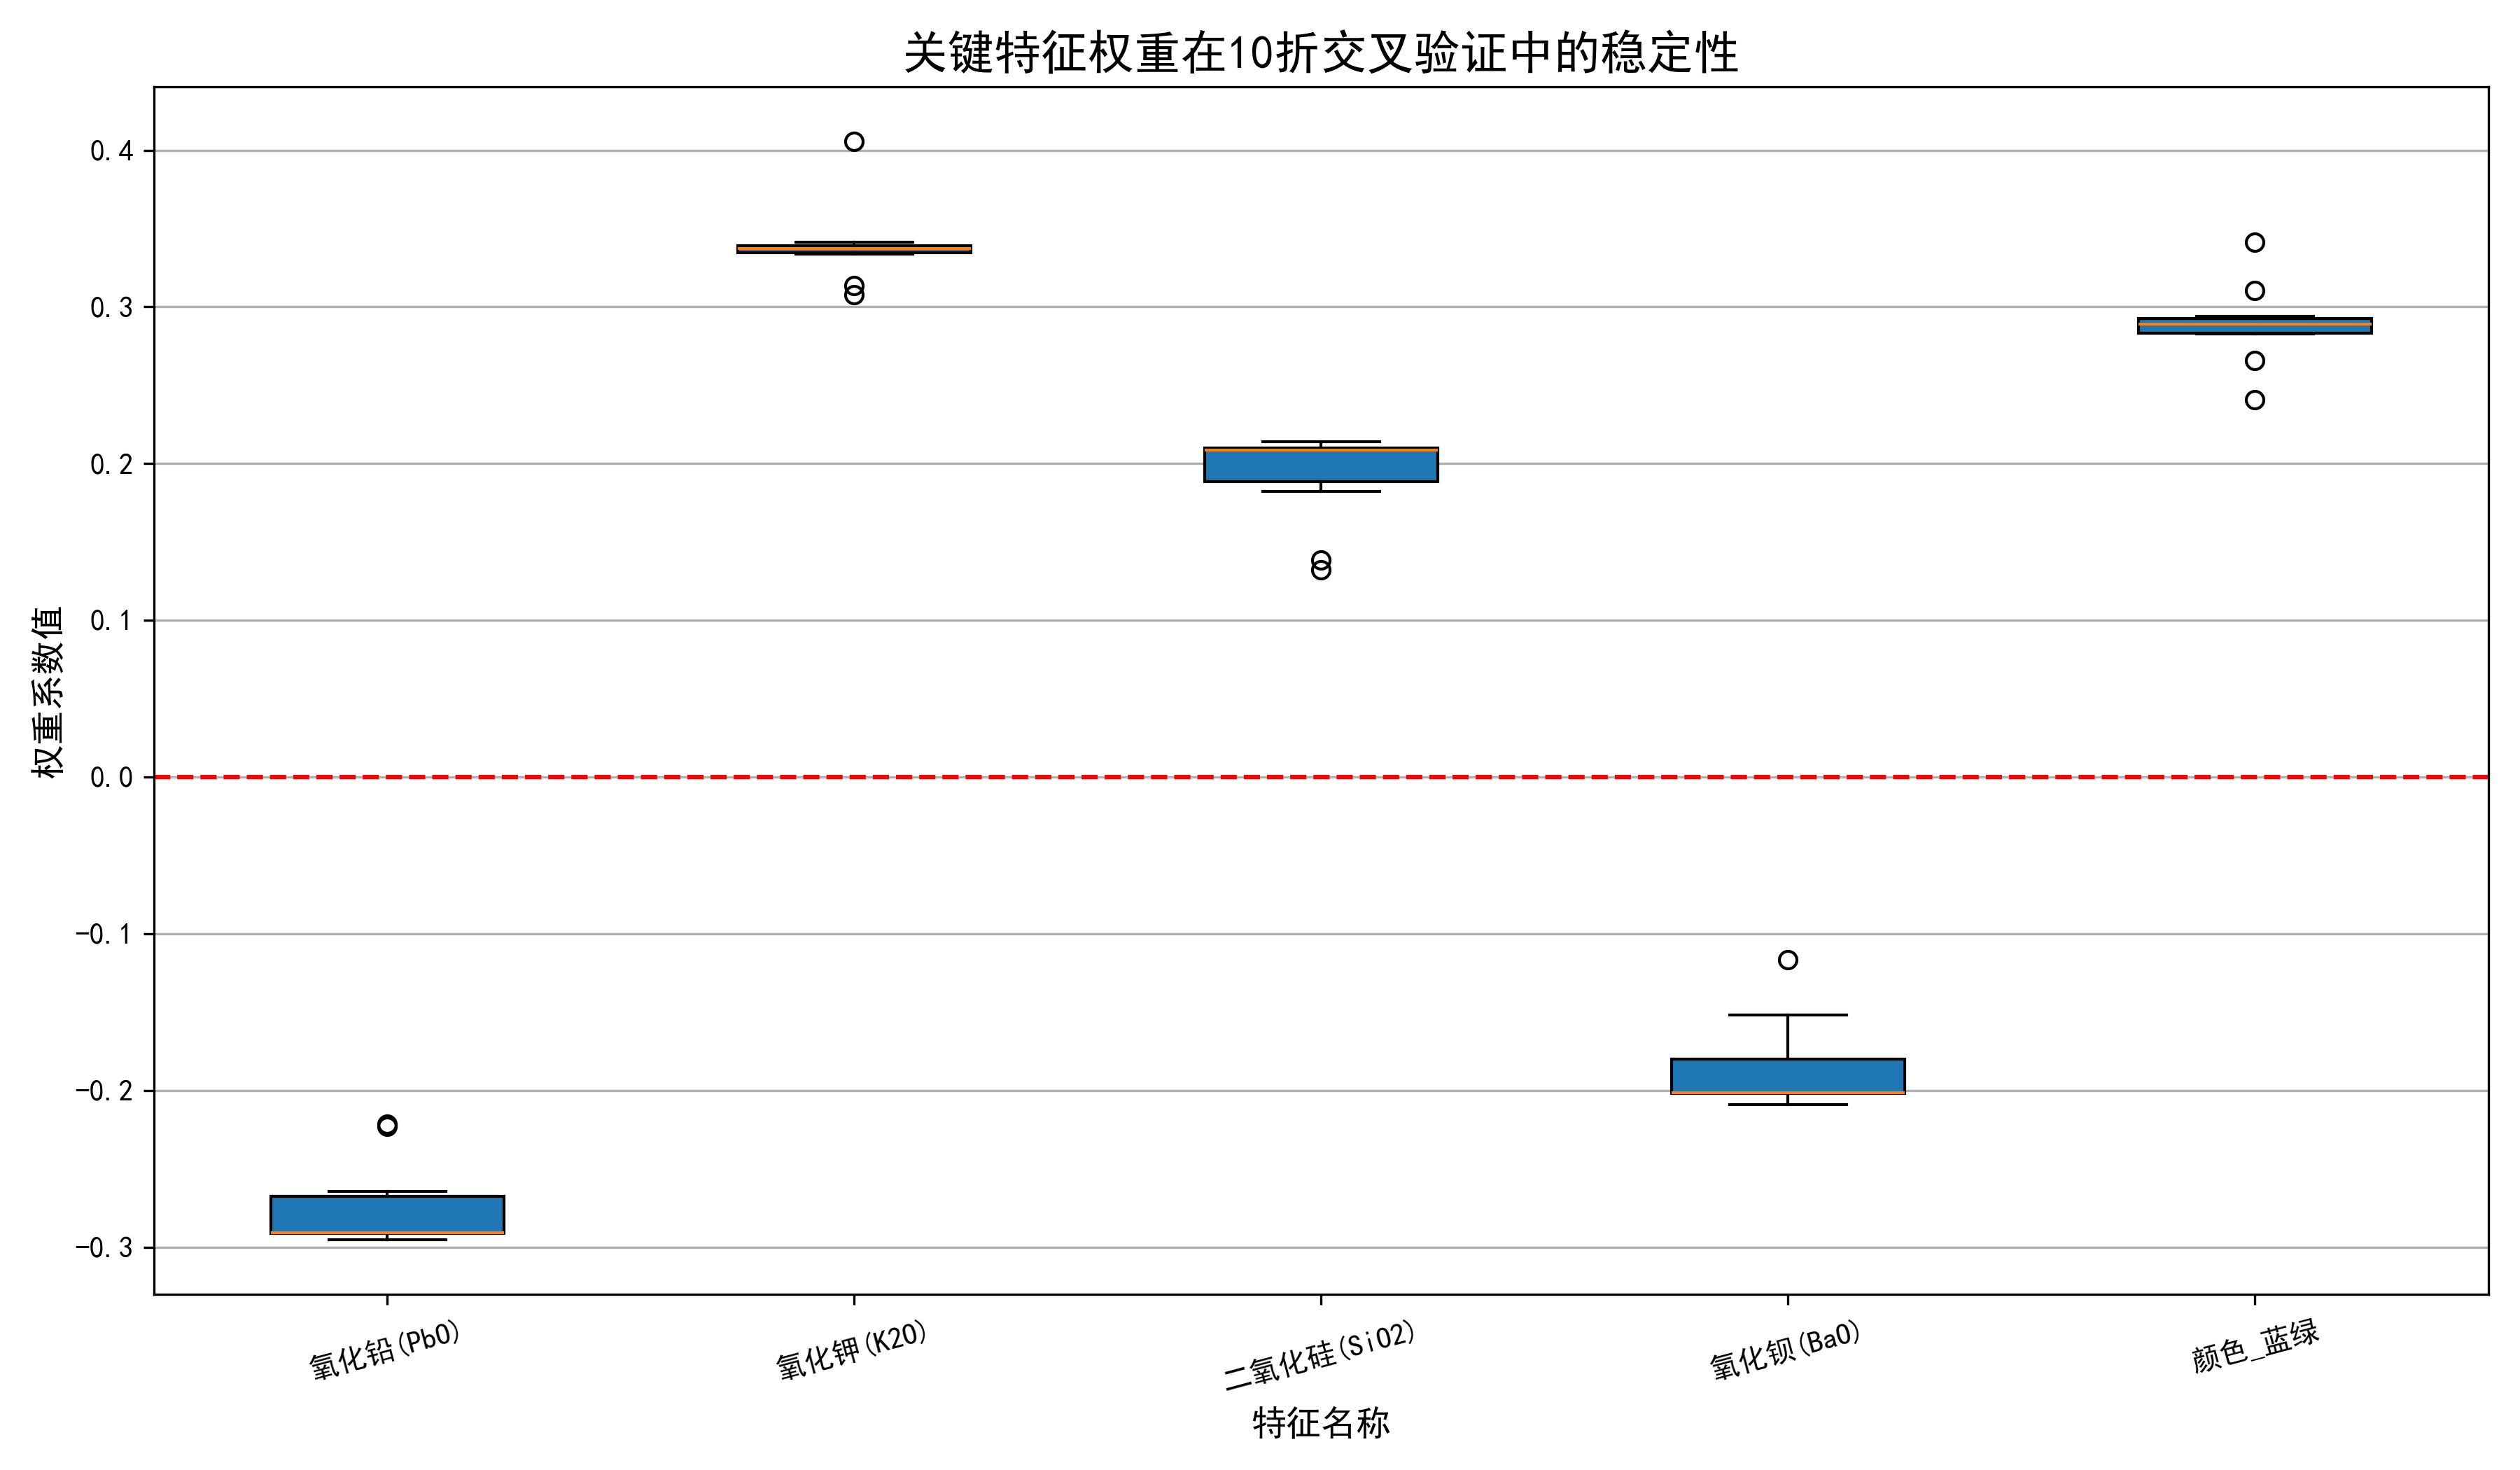 关键特征权重在10折交叉验证中的稳定性
权重系数值
0.4
0.3
0.2
0.1
0.0
-0.1
-0.2
-0.3
氧化铅(PbO)
氧化钾(K2O)
二氧化硅(SiO2)
氧化钡(BaO)
颜色_蓝绿
特征名称